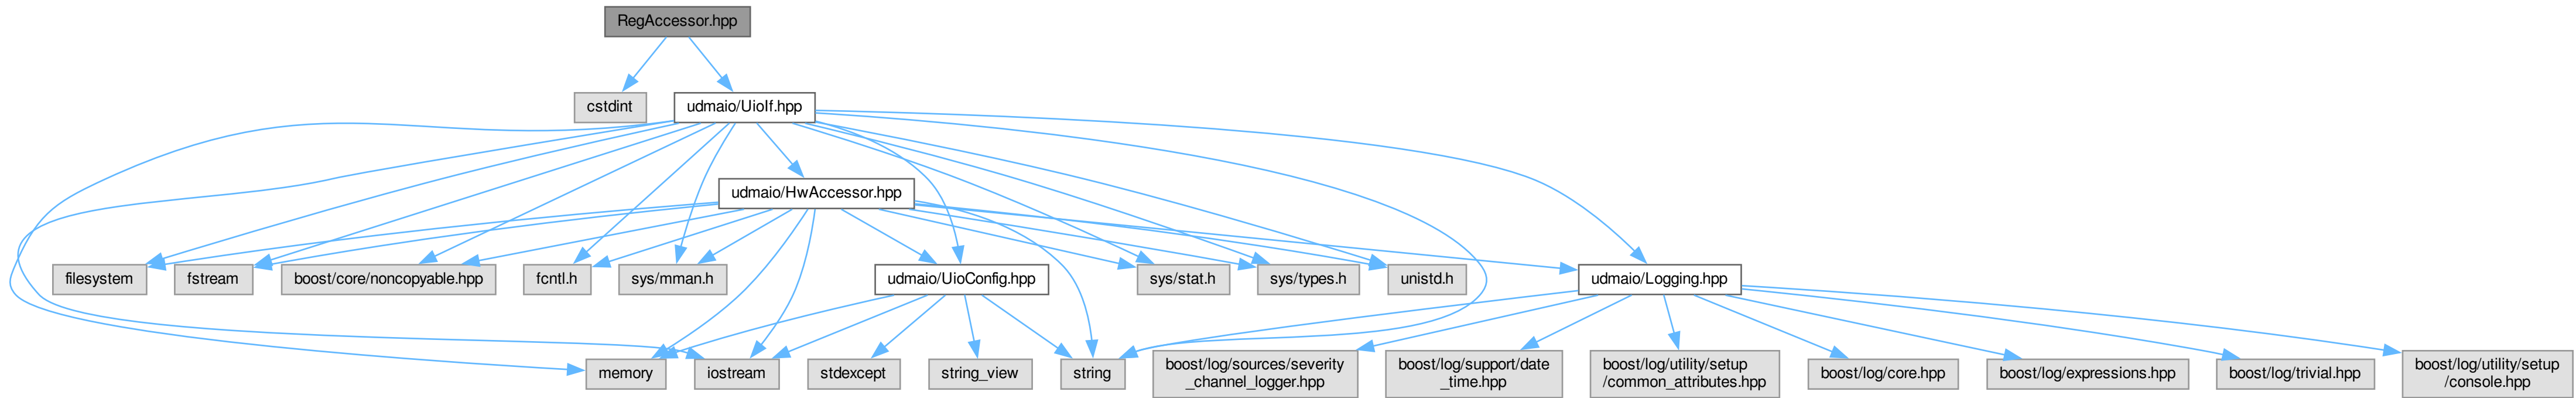 RegAccessor.hpp
cstdint
udmaio/UioIf.hpp
udmaio/HwAccessor.hpp
filesystem
fstream
boost/core/noncopyable.hpp
fcntl.h
sys/mman.h
udmaio/UioConfig.hpp
sys/stat.h
sys/types.h
unistd.h
udmaio/Logging.hpp
memory
iostream
stdexcept
string_view
string
boost/log/sources/severity
_channel_logger.hpp
boost/log/support/date
_time.hpp
boost/log/utility/setup
/common_attributes.hpp
boost/log/core.hpp
boost/log/expressions.hpp
boost/log/trivial.hpp
boost/log/utility/setup
/console.hpp